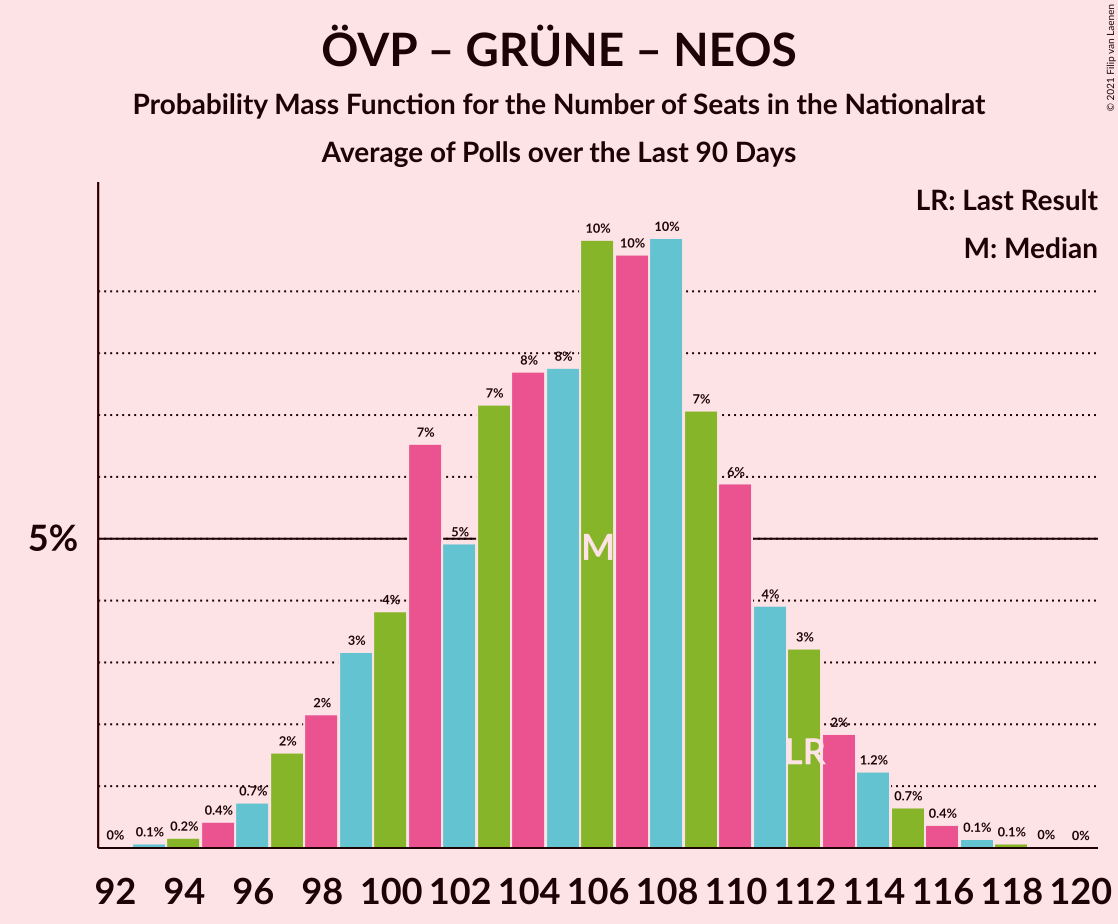 ÖVP – GRÜNE – NEOS
Probability Mass Function for the Number of Seats in the Nationalrat
Average of Polls over the Last 90 Days
© 2021 Filip van Laenen
LR: Last Result
M: Median
5%
0% 0.1% 0.2% 0.4% 0.7% 2% 2% 3% 4% 7% 5% 7% 8% 8% 10% 10% 10% 7% 6% 4% 3% 2% 1.2% 0.7% 0.4% 0.1% 0.1% 0% 0%
M
LR
92 94 96 98 100 102 104 106 108 110 112 114 116 118 120